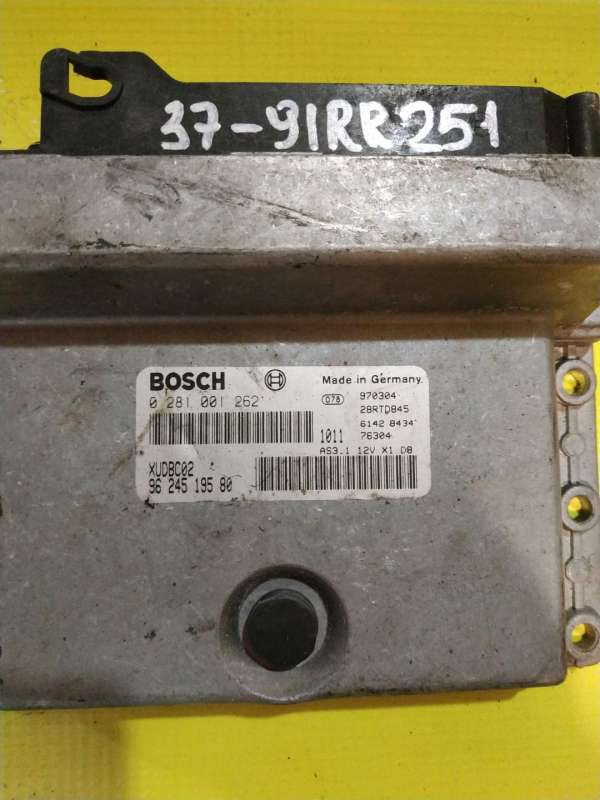 37-91RR251
BOSCH
Made in Germany.
0 281 001 262
078
970304
28RTD845
6142 8434
1011
76304
AS3.1 12V X1 D8
XUDBC02
96 245 195 80